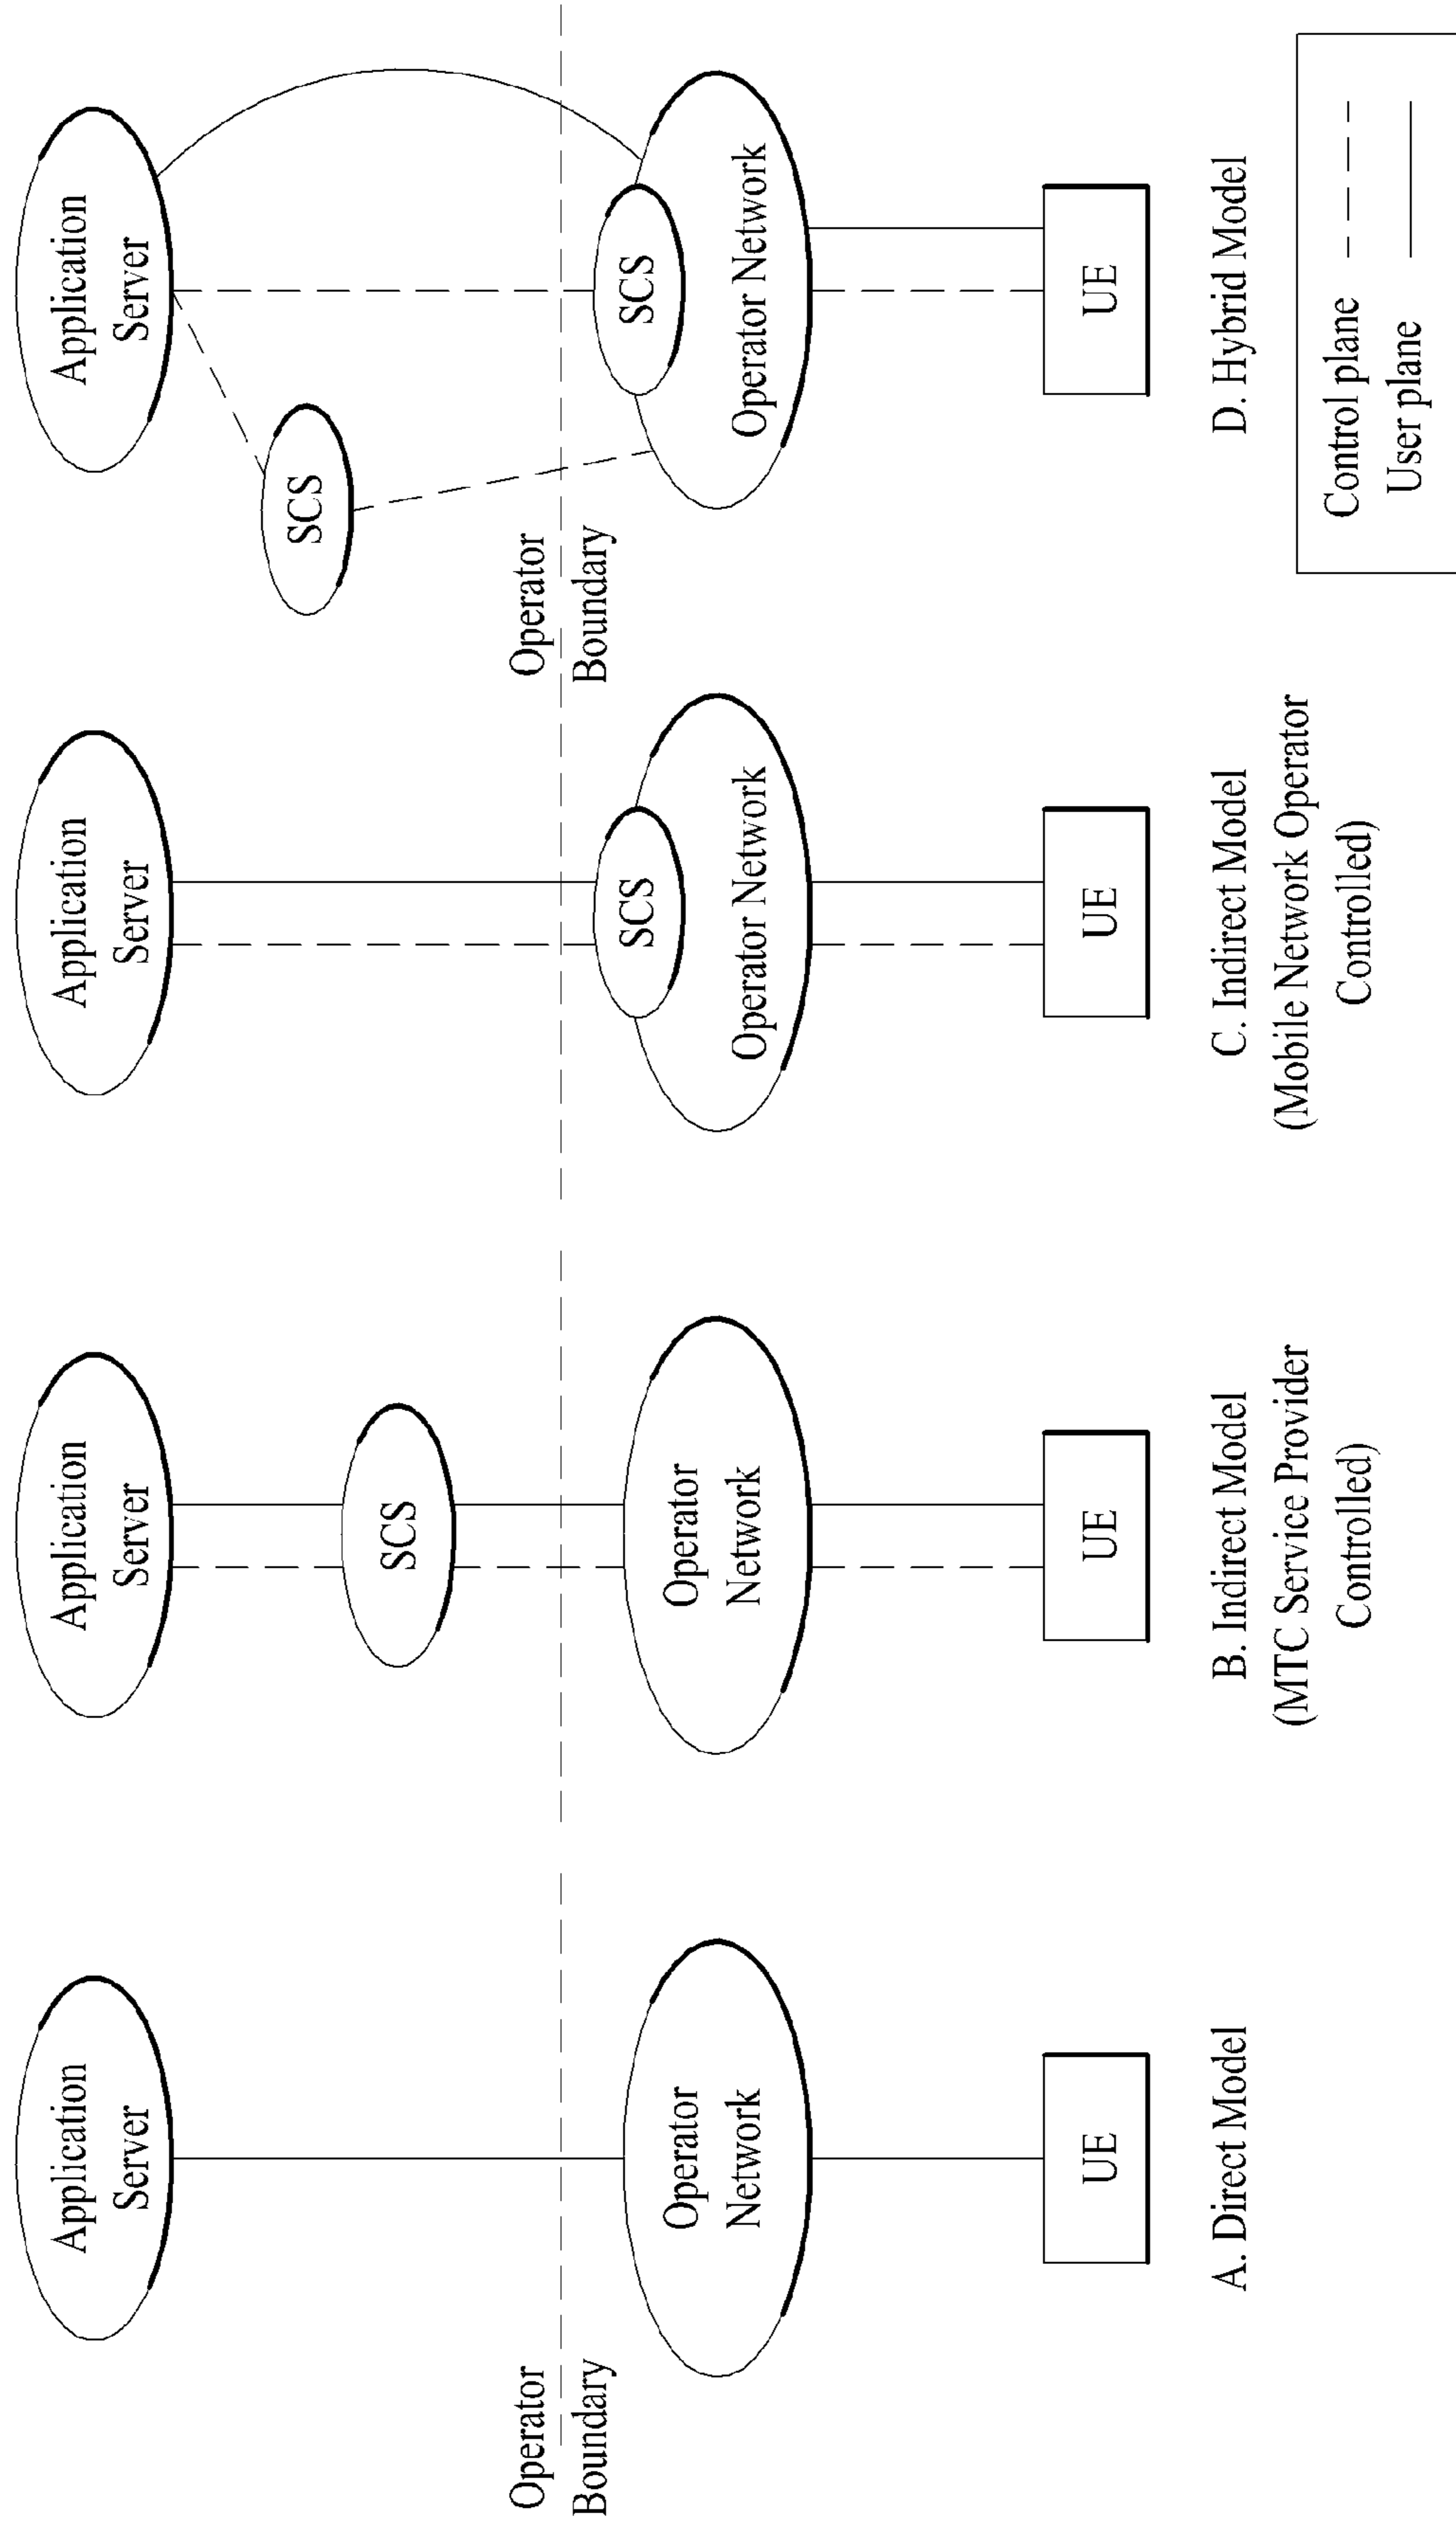 Application
Server
Operator
Boundary
Operator
Network
UE
A. Direct Model
Application
Server
SCS
Operator
Network
UE
B. Indirect Model
(MTC Service Provider
Controlled)
Application
Server
SCS
Operator Network
UE
C. Indirect Model
(Mobile Network Operator
Controlled)
Application
Server
SCS
Operator
Boundary
SCS
Operator Network
UE
D. Hybrid Model
Control plane
User plane